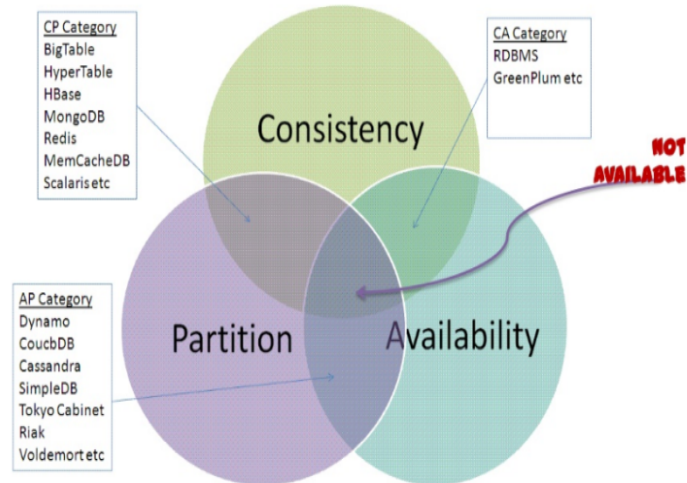 CP Category
BigTable
HyperTable
HBase
MongoDB
Redis
MemCacheDB
Scalaris etc
CA Category
RDBMS
GreenPlum etc
Consistency
NOT
AVAILABLE
AP Category
Dynamo
CoucbDB
Cassandra
SimpleDB
Tokyo Cabinet
Riak
Voldemort etc
Partition
Availability